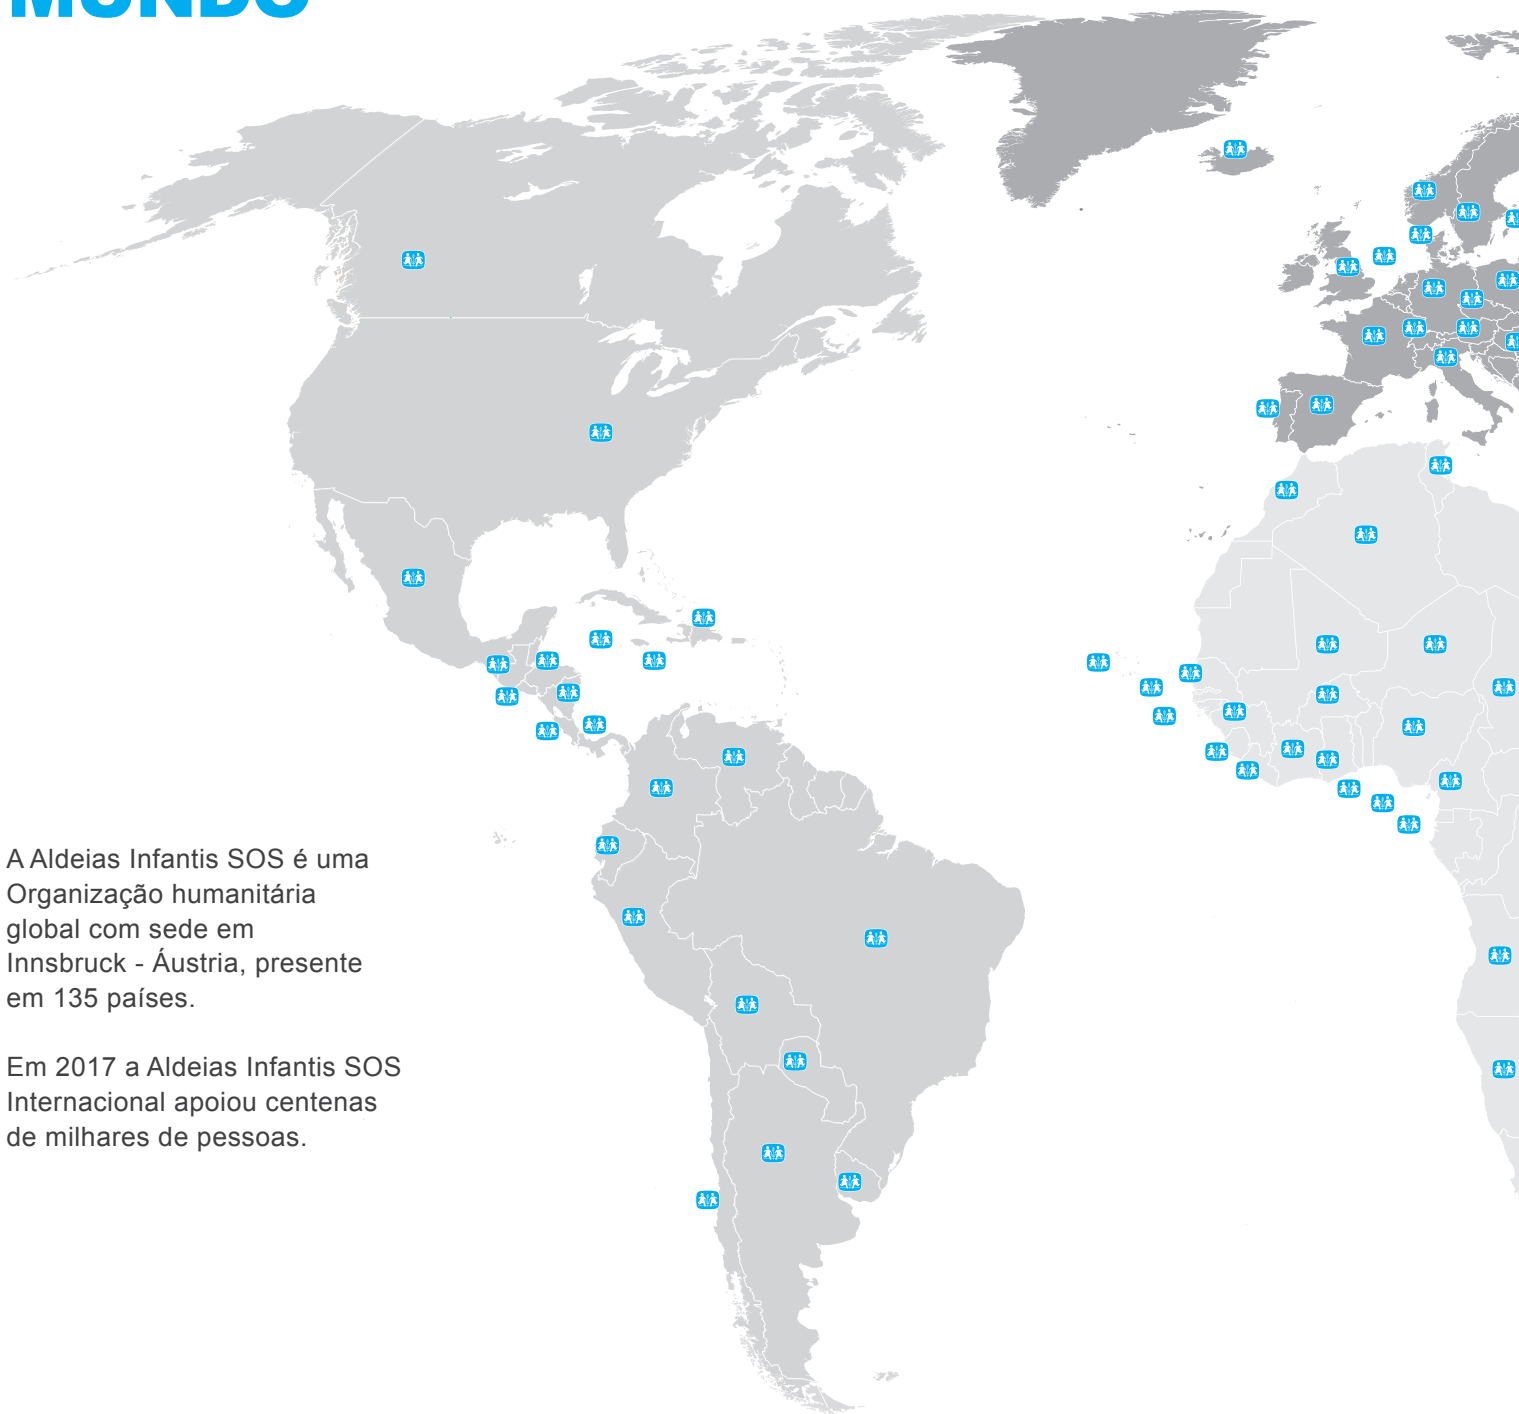 MUNDO
A Aldeias Infantis SOS é uma
Organização humanitária
global com sede em
Innsbruck - Áustria, presente
em 135 países.
Em 2017 a Aldeias Infantis SOS
Internacional apoiou centenas
de milhares de pessoas.